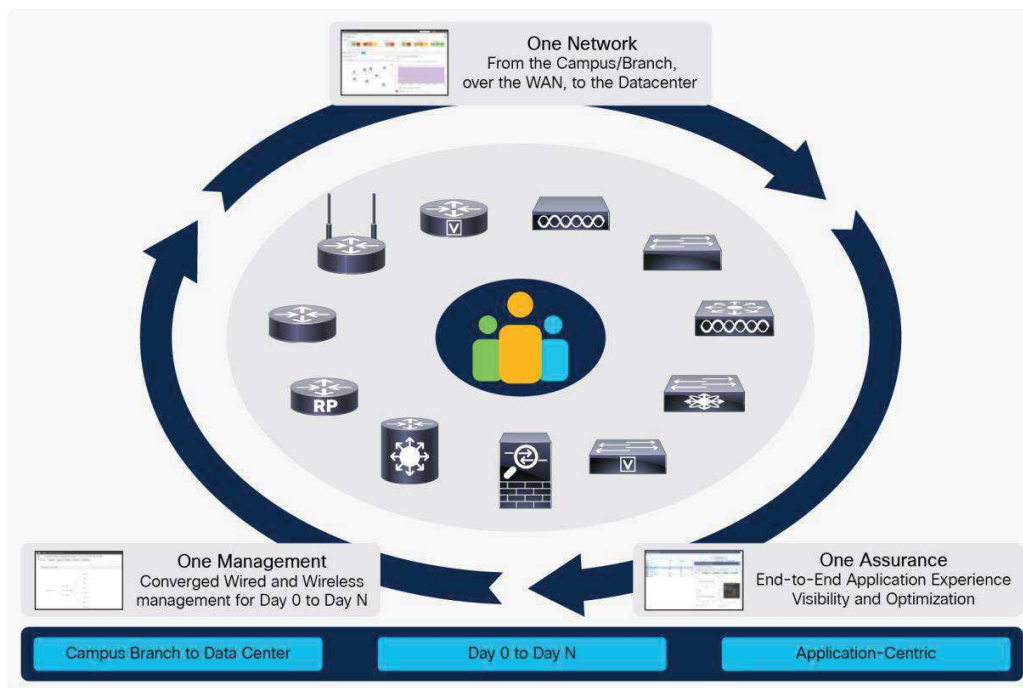 One Network
From the Campus/Branch,
over the WAN, to the Datacenter
V
RP
V
One Management
Converged Wired and Wireless
management for Day 0 to Day N
One Assurance
End-to-End Application Experience
Visibility and Optimization
Campus Branch to Data Center
Day 0 to Day N
Application-Centric